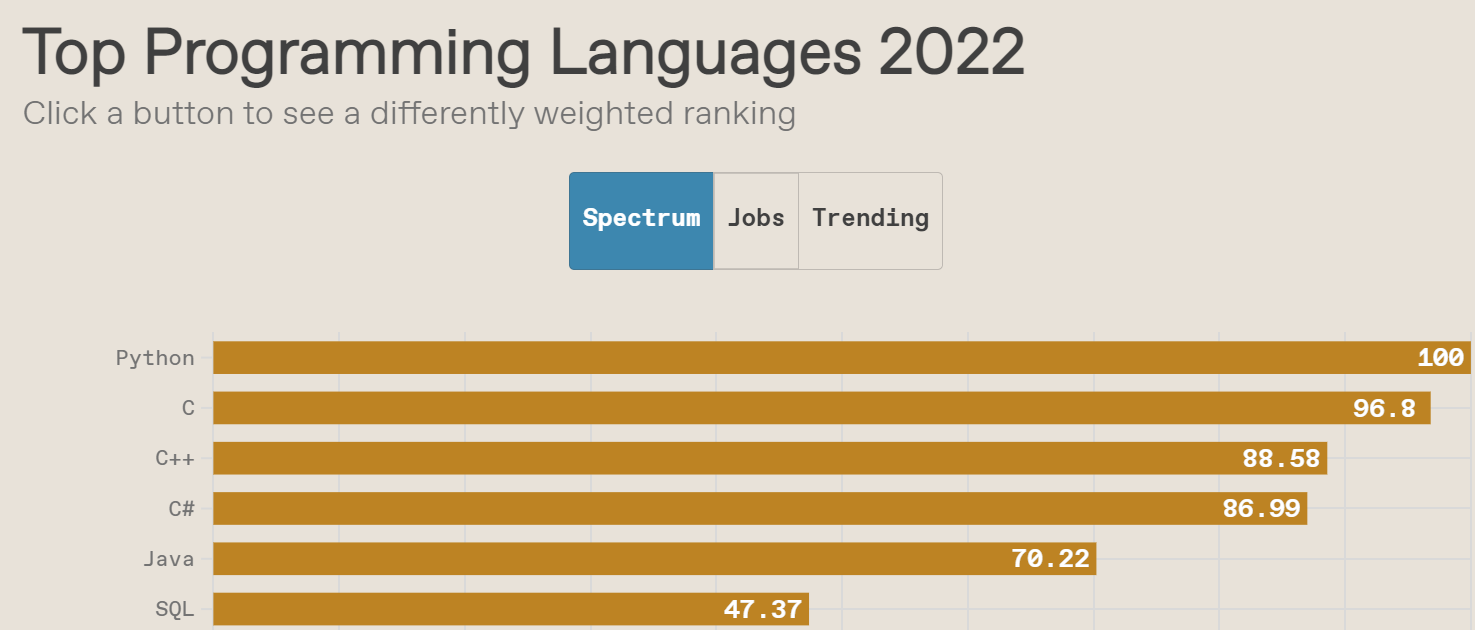 Top Programming Languages 2022
Click a button to see a differently weighted ranking
Spectrum Jobs Trending
Python 100
C 96.8
C++ 88.58
C# 86.99
Java 70.22
SQL 47.37